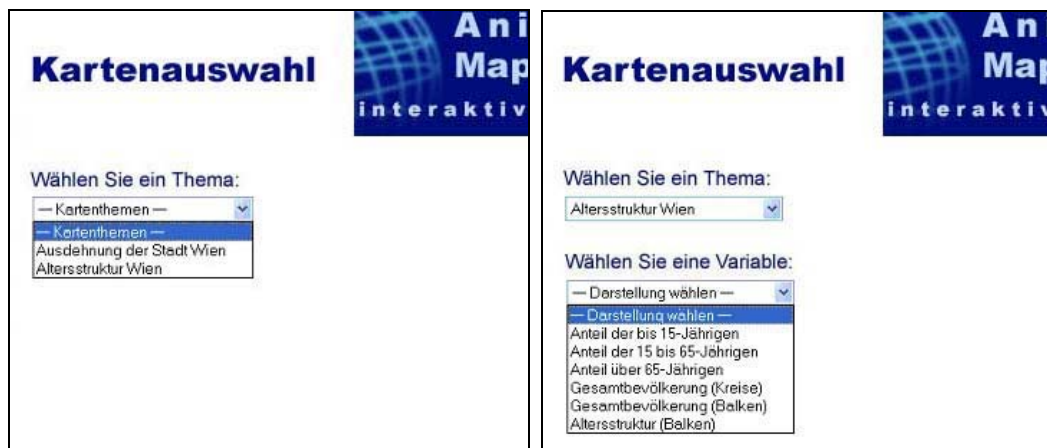 Kartenauswahl
Ani
Map
interaktiv
Wählen Sie ein Thema:
— Kartenthemen —
— Kartenthemen —
Ausdehnung der Stadt Wien
Altersstruktur Wien
Kartenauswahl
An
Map
interaktiv
Wählen Sie ein Thema:
Altersstruktur Wien
Wählen Sie eine Variable:
— Darstellung wählen —
— Darstellung wählen —
Anteil der bis 15-Jährigen
Anteil der 15 bis 65-Jährigen
Anteil über 65-Jährigen
Gesamtbevölkerung (Kreise)
Gesamtbevölkerung (Balken)
Altersstruktur (Balken)